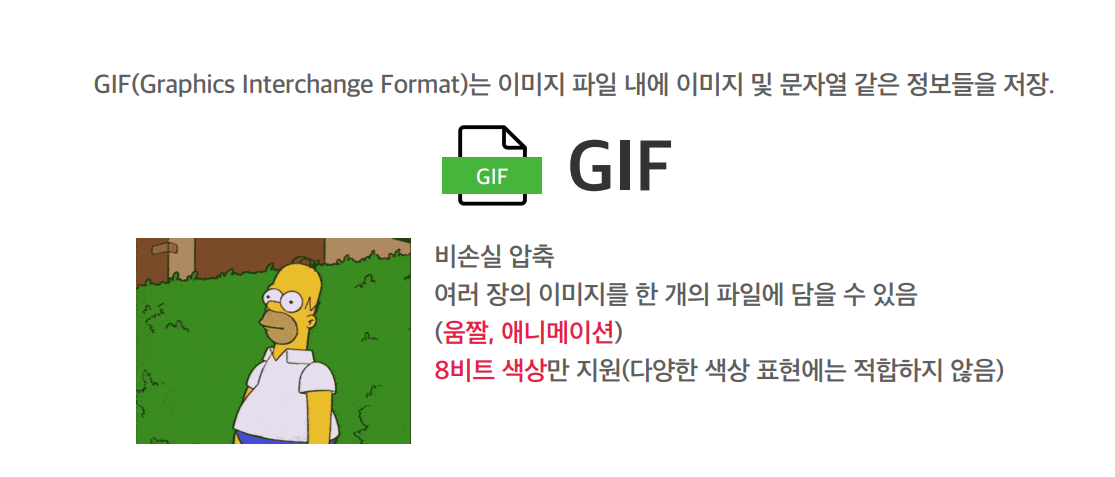 GIF(Graphics Interchange Format)는 이미지 파일 내에 이미지 및 문자열 같은 정보들을 저장.
GIF
GIF
비손실 압축
여러 장의 이미지를 한 개의 파일에 담을 수 있음
(움짤, 애니메이션)
8비트 색상만 지원(다양한 색상 표현에는 적합하지 않음)